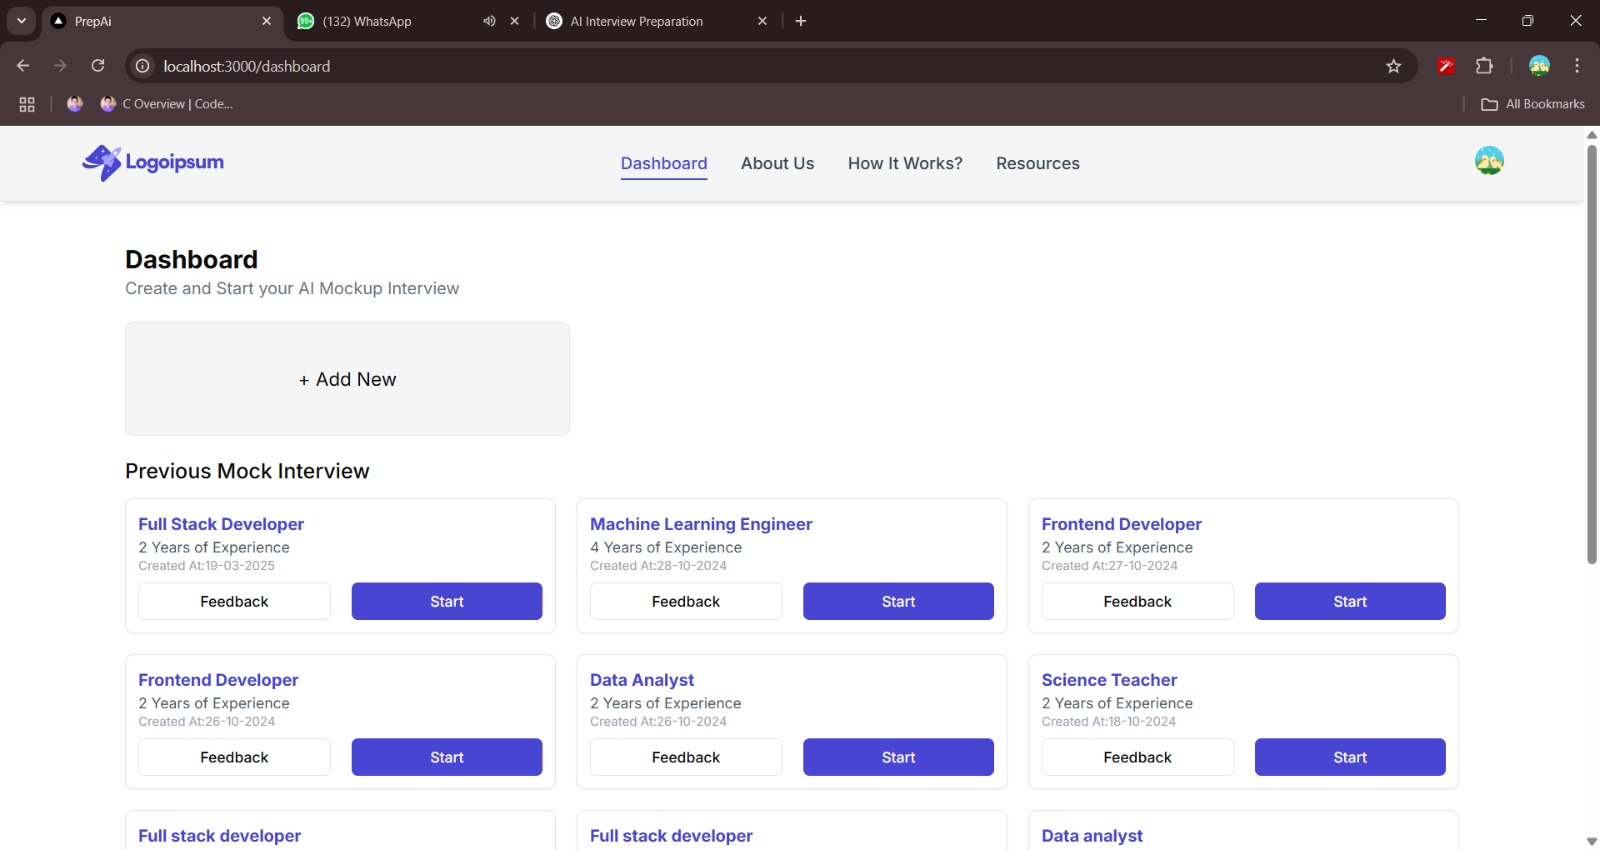 PrepAi
(132) WhatsApp
AI Interview Preparation
localhost:3000/dashboard
C Overview | Code...
All Bookmarks
Logoipsum
Dashboard
About Us
How It Works?
Resources
Dashboard
Create and Start your AI Mockup Interview
+ Add New
Previous Mock Interview
Full Stack Developer
2 Years of Experience
Created At:19-03-2025
Feedback
Start
Machine Learning Engineer
4 Years of Experience
Created At:28-10-2024
Feedback
Start
Frontend Developer
2 Years of Experience
Created At:27-10-2024
Feedback
Start
Frontend Developer
2 Years of Experience
Created At:26-10-2024
Feedback
Start
Data Analyst
2 Years of Experience
Created At:26-10-2024
Feedback
Start
Science Teacher
2 Years of Experience
Created At:18-10-2024
Feedback
Start
Full stack developer
Full stack developer
Data analyst